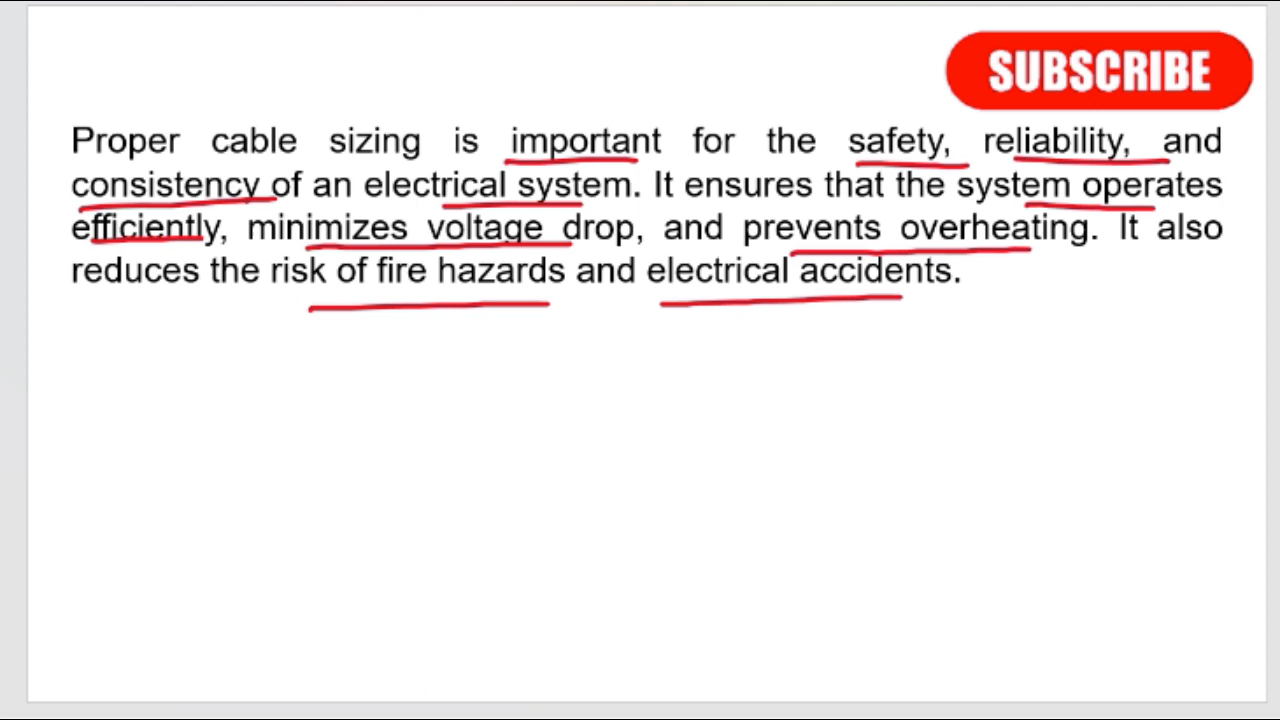 SUBSCRIBE
Proper cable sizing is important for the safety, reliability, and
consistency of an electrical system. It ensures that the system operates
efficiently, minimizes voltage drop, and prevents overheating. It also
reduces the risk of fire hazards and electrical accidents.